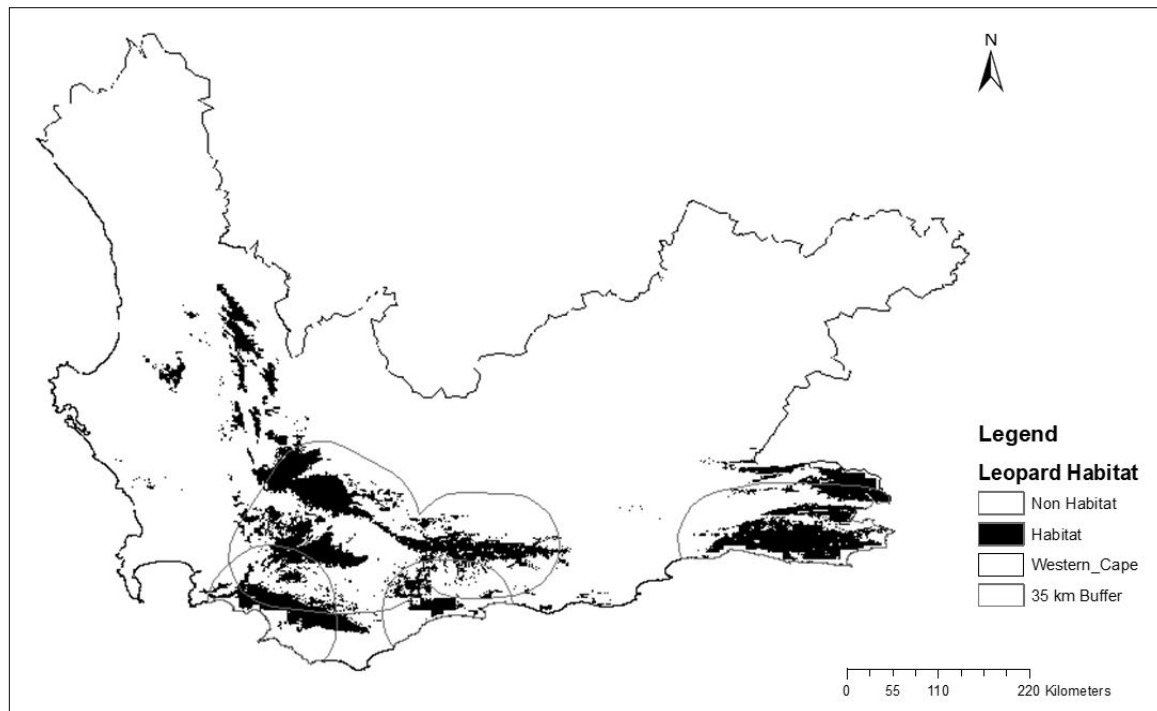 N
Legend
Leopard Habitat
Non Habitat
Habitat
Western_Cape
35 km Buffer
0 55 110 220 Kilometers